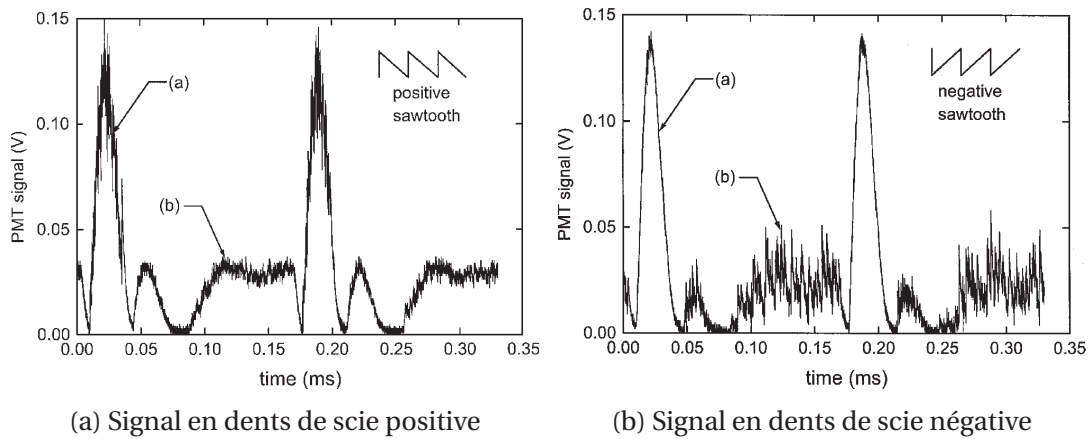 0.15
0.10
0.05
0.00
PMT signal (V)
(a)
(b)
positive
sawtooth
0.00 0.05 0.10 0.15 0.20 0.25 0.30 0.35
time (ms)
(a) Signal en dents de scie positive
0.15
0.10
0.05
0.00
PMT signal (V)
(a)
(b)
negative
sawtooth
0.00 0.05 0.10 0.15 0.20 0.25 0.30 0.35
time (ms)
(b) Signal en dents de scie négative